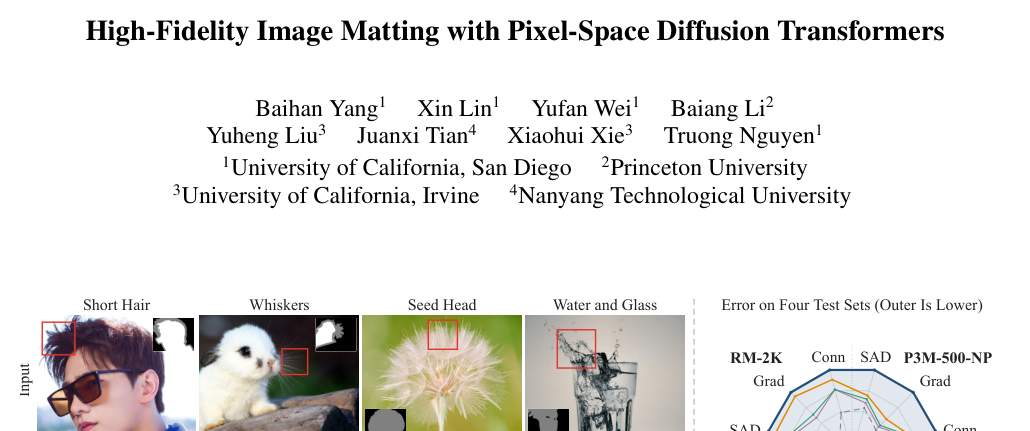 High-Fidelity Image Matting with Pixel-Space Diffusion Transformers
Baihan Yang¹ Xin Lin¹ Yufan Wei¹ Baiang Li²
Yuheng Liu³ Juanxi Tian⁴ Xiaohui Xie³ Truong Nguyen¹
¹University of California, San Diego ²Princeton University
³University of California, Irvine ⁴Nanyang Technological University
Short Hair Whiskers Seed Head Water and Glass Error on Four Test Sets (Outer Is Lower)
Input
RM-2K Conn SAD P3M-500-NP
Grad Grad
SAD Conn